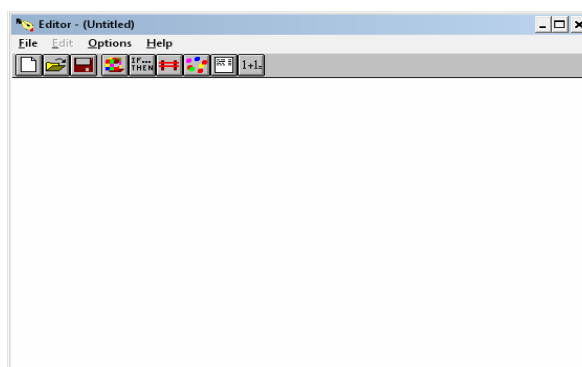 Editor - (Untitled)
File Edit Options Help
IF...
THEN
1+1=